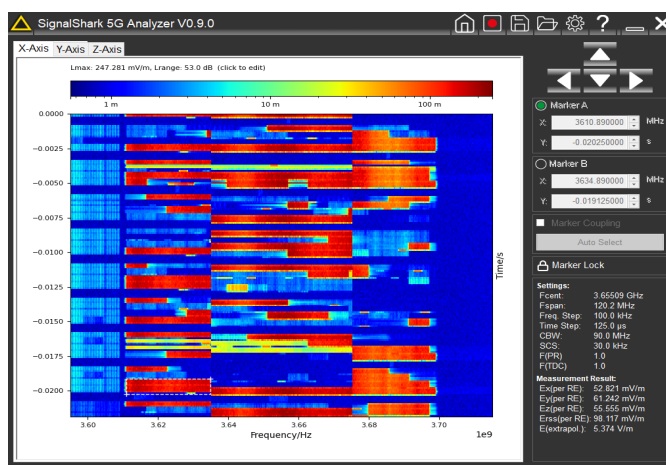 SignalShark 5G Analyzer V0.9.0
X-Axis Y-Axis Z-Axis
Lmax: 247.281 mV/m, Lrange: 53.0 dB (click to edit)
1 m 10 m 100 m
0.0000
−0.0025
−0.0050
−0.0075
−0.0100
−0.0125
−0.0150
−0.0175
−0.0200
Time/s
3.60 3.62 3.64 3.66 3.68 3.70
Frequency/Hz
1e9
Marker A
X: 3610.890000 MHz
Y: -0.020250000 s
Marker B
X: 3634.890000 MHz
Y: -0.019125000 s
Marker Coupling
Auto Select
Marker Lock
Settings:
Fcent: 3.65509 GHz
Fspan: 120.2 MHz
Freq. Step: 100.0 kHz
Time Step: 125.0 µs
CBW: 90.0 MHz
SCS: 30.0 kHz
F(PR) 1.0
F(TDC) 1.0
Measurement Result:
Ex(per RE): 52.821 mV/m
Ey(per RE): 61.242 mV/m
Ez(per RE): 55.555 mV/m
Erss(per RE): 98.117 mV/m
E(extrapol.): 5.374 V/m